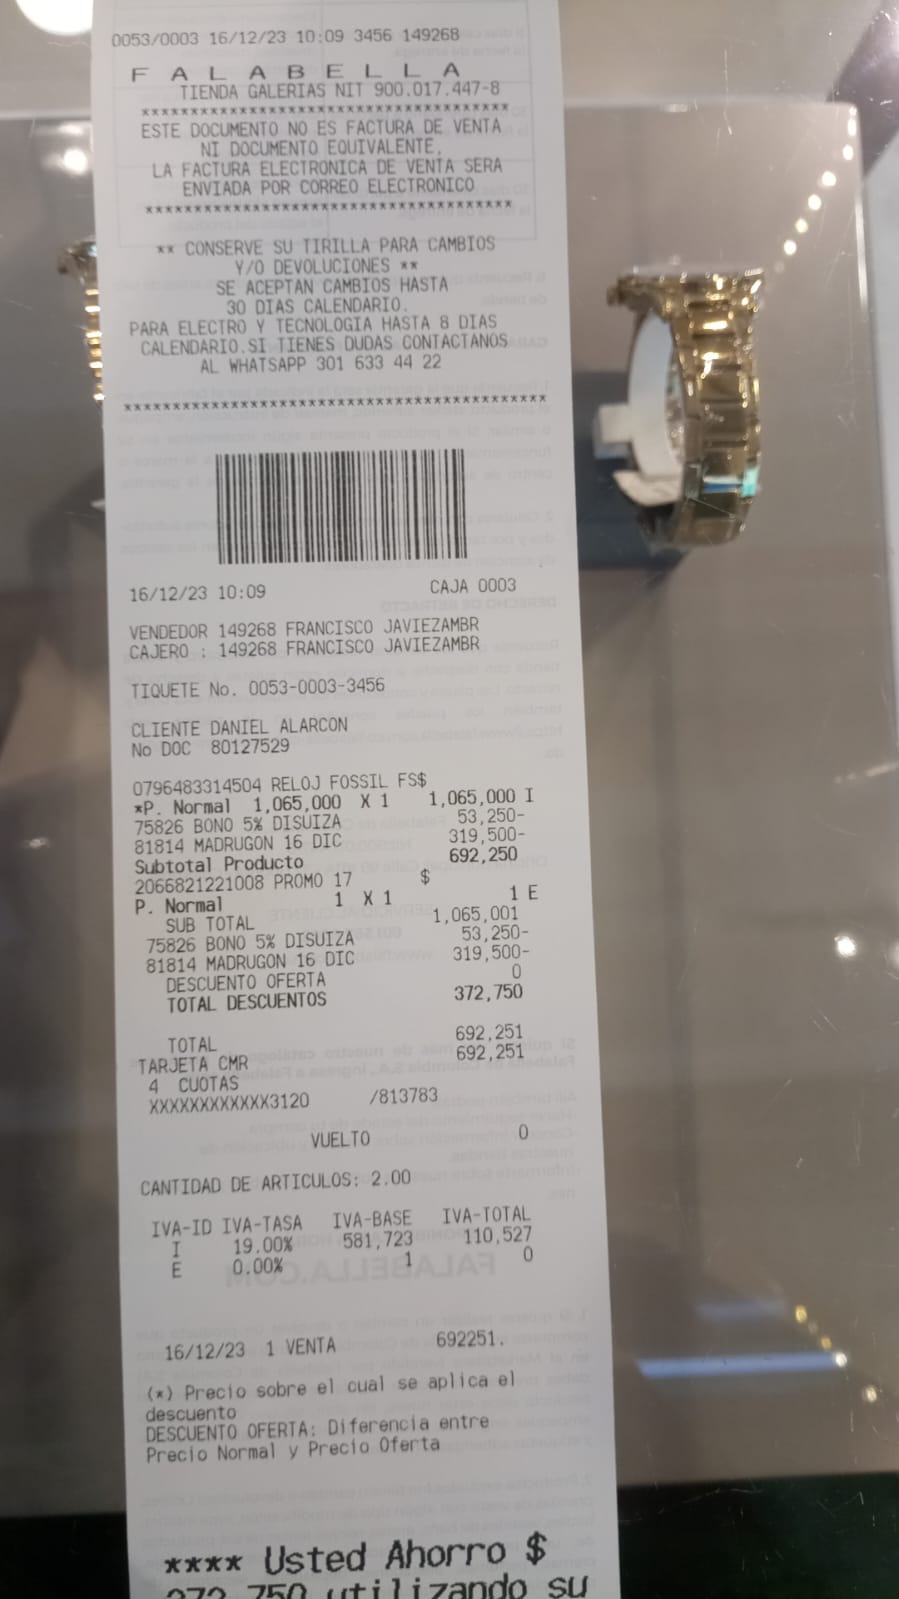 0053/0003 16/12/23 10:09 3456 149268
F A L A B E L L A
TIENDA GALERIAS NIT 900.017.447-8
****************************************
ESTE DOCUMENTO NO ES FACTURA DE VENTA
NI DOCUMENTO EQUIVALENTE,
LA FACTURA ELECTRONICA DE VENTA SERA
ENVIADA POR CORREO ELECTRONICO
****************************************
** CONSERVE SU TIRILLA PARA CAMBIOS
Y/O DEVOLUCIONES **
SE ACEPTAN CAMBIOS HASTA
30 DIAS CALENDARIO.
PARA ELECTRO Y TECNOLOGIA HASTA 8 DIAS
CALENDARIO.SI TIENES DUDAS CONTACTANOS
AL WHATSAPP 301 633 44 22
****************************************
16/12/23 10:09 CAJA 0003
VENDEDOR 149268 FRANCISCO JAVIEZAMBR
CAJERO : 149268 FRANCISCO JAVIEZAMBR
TIQUETE No. 0053-0003-3456
CLIENTE DANIEL ALARCON
No DOC 80127529
0796483314504 RELOJ FOSSIL FS$
*P. Normal 1,065,000 X 1 1,065,000 I
75826 BONO 5% DISUIZA 53,250-
81814 MADRUGON 16 DIC 319,500-
Subtotal Producto 692,250
2066821221008 PROMO 17 $
P. Normal 1 X 1 1 E
SUB TOTAL 1,065,001
75826 BONO 5% DISUIZA 53,250-
81814 MADRUGON 16 DIC 319,500-
DESCUENTO OFERTA 0
TOTAL DESCUENTOS 372,750
TOTAL 692,251
TARJETA CMR 692,251
4 CUOTAS
XXXXXXXXXXXX3120 /813783
VUELTO 0
CANTIDAD DE ARTICULOS: 2.00
IVA-ID IVA-TASA IVA-BASE IVA-TOTAL
I 19.00% 581,723 110,527
E 0.00% 1 0
16/12/23 1 VENTA 692251.
(*) Precio sobre el cual se aplica el
descuento
DESCUENTO OFERTA: Diferencia entre
Precio Normal y Precio Oferta
**** Usted Ahorro $
372,750 utilizando su